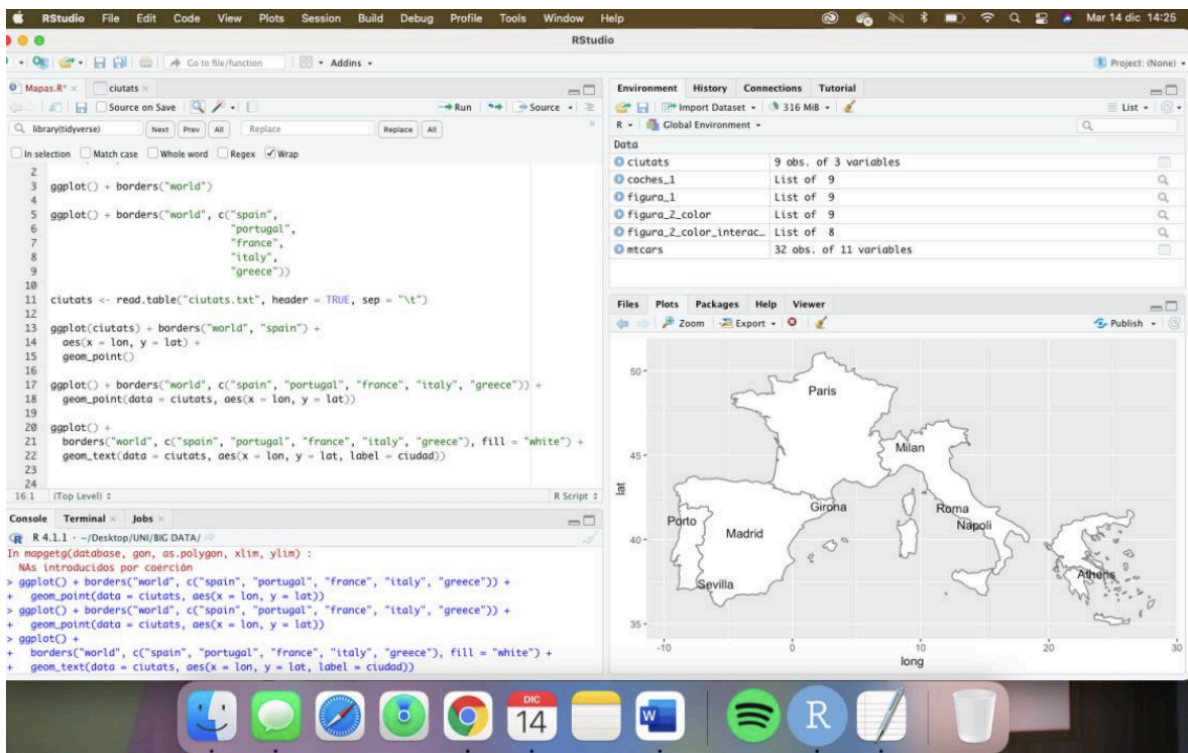 RStudio File Edit Code View Plots Session Build Debug Profile Tools Window Help Mar 14 dic 14:25
RStudio
Go to file/function Addins Project: (None)
Mapas.R* ciutats
Source on Save Run Source
library(tidyverse) Next Prev All Replace Replace All
In selection Match case Whole word Regex Wrap
2
3 ggplot() + borders("world")
4
5 ggplot() + borders("world", c("spain",
6 "portugal",
7 "france",
8 "italy",
9 "greece"))
10
11 ciutats <- read.table("ciutats.txt", header = TRUE, sep = "\t")
12
13 ggplot(ciutats) + borders("world", "spain") +
14 aes(x = lon, y = lat) +
15 geom_point()
16
17 ggplot() + borders("world", c("spain", "portugal", "france", "italy", "greece")) +
18 geom_point(data = ciutats, aes(x = lon, y = lat))
19
20 ggplot() +
21 borders("world", c("spain", "portugal", "france", "italy", "greece"), fill = "white") +
22 geom_text(data = ciutats, aes(x = lon, y = lat, label = ciudad))
23
24
16:1 (Top Level) R Script
Console Terminal Jobs
R 4.1.1 · ~/Desktop/UNI/BIG DATA/
In mapgetg(database, gon, as.polygon, xlim, ylim) :
NAs introducidos por coerción
> ggplot() + borders("world", c("spain", "portugal", "france", "italy", "greece")) +
+ geom_point(data = ciutats, aes(x = lon, y = lat))
> ggplot() + borders("world", c("spain", "portugal", "france", "italy", "greece")) +
+ geom_point(data = ciutats, aes(x = lon, y = lat))
> ggplot() +
+ borders("world", c("spain", "portugal", "france", "italy", "greece"), fill = "white") +
+ geom_text(data = ciutats, aes(x = lon, y = lat, label = ciudad))
Environment History Connections Tutorial
Import Dataset 316 MiB List
R Global Environment
Data
ciutats 9 obs. of 3 variables
coches_1 List of 9
figura_1 List of 9
figura_2_color List of 9
figura_2_color_interac… List of 8
mtcars 32 obs. of 11 variables
Files Plots Packages Help Viewer
Zoom Export Publish
50
45
40
35
lat
Paris
Milan
Girona
Roma
Porto
Madrid
Napoli
Sevilla
Athens
-10 0 10 20 30
long
DIC
14
W
R